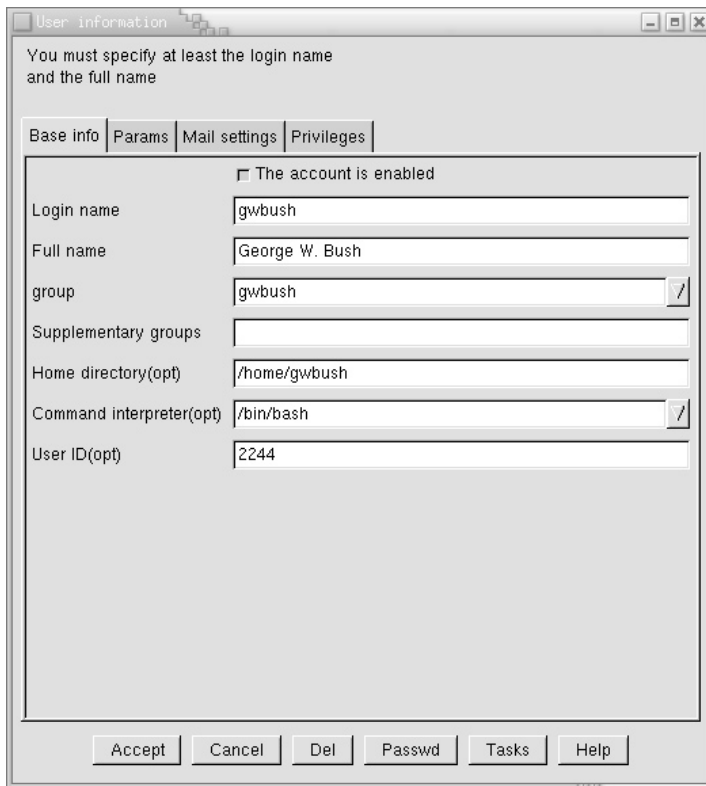 User information
You must specify at least the login name
and the full name
Base info Params Mail settings Privileges
The account is enabled
Login name gwbush
Full name George W. Bush
group gwbush
Supplementary groups
Home directory(opt) /home/gwbush
Command interpreter(opt) /bin/bash
User ID(opt) 2244
Accept Cancel Del Passwd Tasks Help